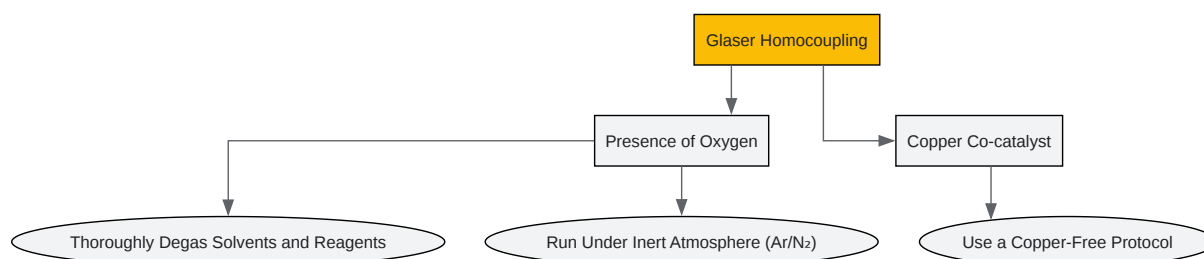 Glaser Homocoupling
Presence of Oxygen
Copper Co-catalyst
Thoroughly Degas Solvents and Reagents
Run Under Inert Atmosphere (Ar/N₂)
Use a Copper-Free Protocol